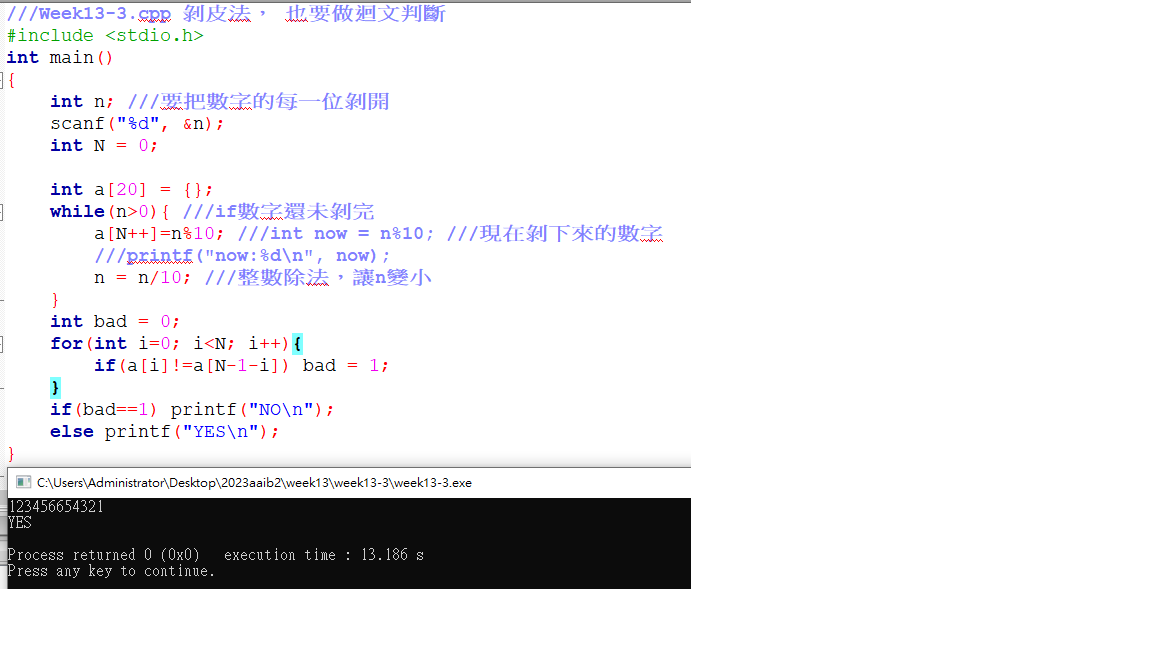 ///Week13-3.cpp 剝皮法， 也要做迴文判斷
#include <stdio.h>
int main()
{
    int n; ///要把數字的每一位剝開
    scanf("%d", &n);
    int N = 0;

    int a[20] = {};
    while(n>0){ ///if數字還未剝完
        a[N++]=n%10; ///int now = n%10; ///現在剝下來的數字
        ///printf("now:%d\n", now);
        n = n/10; ///整數除法，讓n變小
    }
    int bad = 0;
    for(int i=0; i<N; i++){
        if(a[i]!=a[N-1-i]) bad = 1;
    }
    if(bad==1) printf("NO\n");
    else printf("YES\n");
}
C:\Users\Administrator\Desktop\2023aaib2\week13\week13-3\week13-3.exe
123456654321
YES

Process returned 0 (0x0)   execution time : 13.186 s
Press any key to continue.